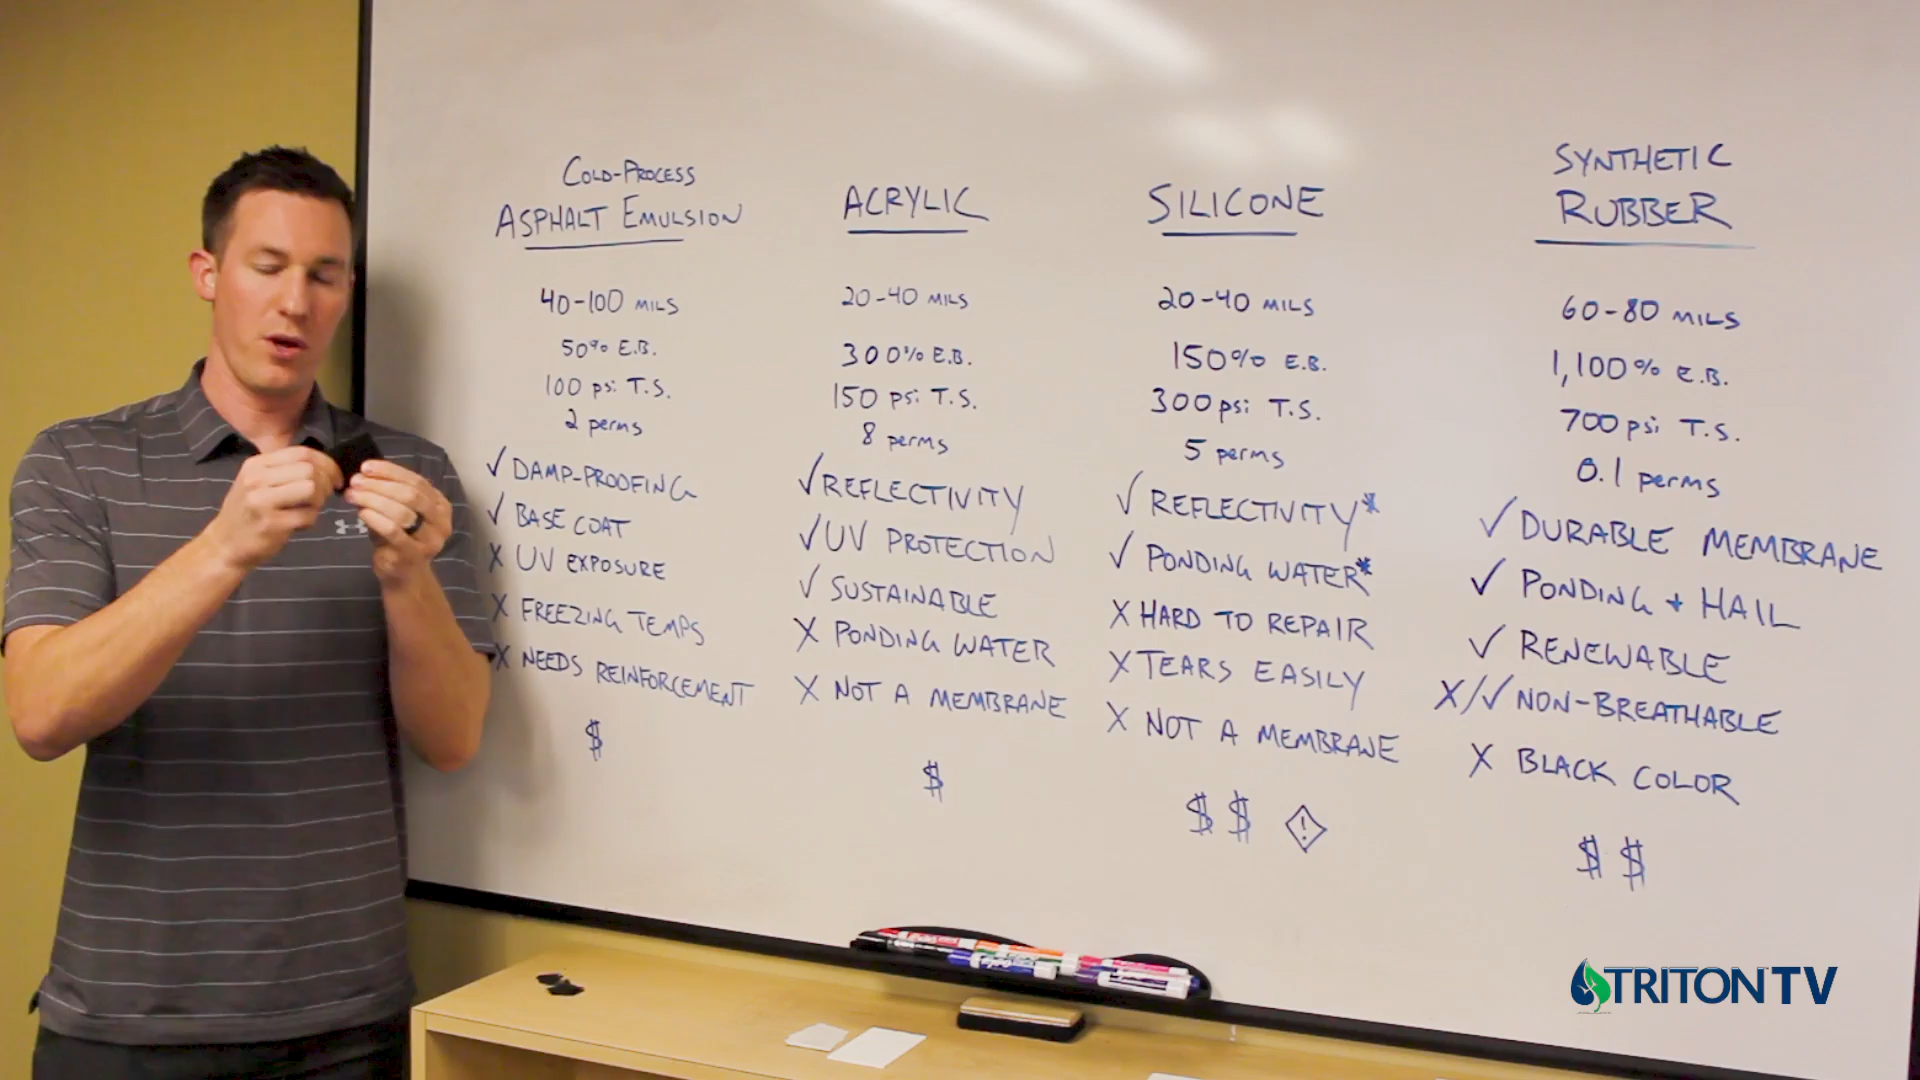 COLD-PROCESS
ASPHALT EMULSION
40-100 MILS
50% E.B.
100 psi T.S.
2 perms
✓ DAMP-PROOFING
✓ BASE COAT
X UV EXPOSURE
X FREEZING TEMPS
X NEEDS REINFORCEMENT
$
ACRYLIC
20-40 MILS
300% E.B.
150 psi T.S.
8 perms
✓ REFLECTIVITY
✓ UV PROTECTION
✓ SUSTAINABLE
X PONDING WATER
X NOT A MEMBRANE
$
SILICONE
20-40 MILS
150% E.B.
300 psi T.S.
5 perms
✓ REFLECTIVITY*
✓ PONDING WATER*
X HARD TO REPAIR
X TEARS EASILY
X NOT A MEMBRANE
$ $ !
SYNTHETIC
RUBBER
60-80 MILS
1,100% E.B.
700 psi T.S.
0.1 perms
✓ DURABLE MEMBRANE
✓ PONDING + HAIL
✓ RENEWABLE
X/✓ NON-BREATHABLE
X BLACK COLOR
$ $
TRITON TV